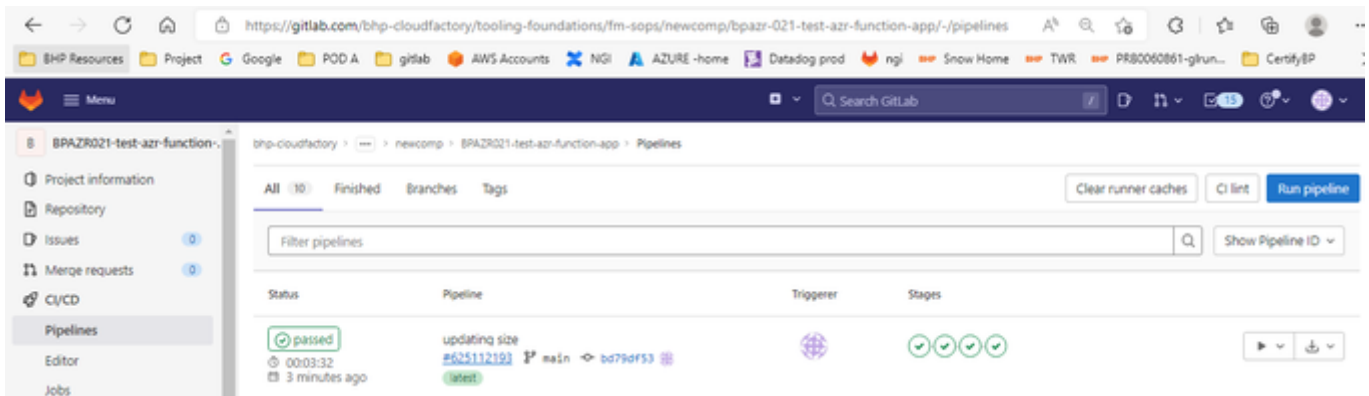 https://gitlab.com/bhp-cloudfactory/tooling-foundations/fm-sops/newcomp/bpazr-021-test-azr-function-app/-/pipelines
BHP Resources Project Google POD A gitlab AWS Accounts NGI AZURE -home Datadog prod ngi Snow Home TWR PRB0060861-glrun... CertifyBP
Menu Search GitLab / 15
B BPAZR021-test-azr-function-.
bhp-cloudfactory > ... > newcomp > BPAZR021-test-azr-function-app > Pipelines
Project information
Repository
Issues 0
Merge requests 0
CI/CD
Pipelines
Editor
Jobs
All 10 Finished Branches Tags Clear runner caches CI lint Run pipeline
Filter pipelines Show Pipeline ID
Status Pipeline Triggerer Stages
passed
00:03:32
3 minutes ago
updating size
#625112193 main bd79df53
latest